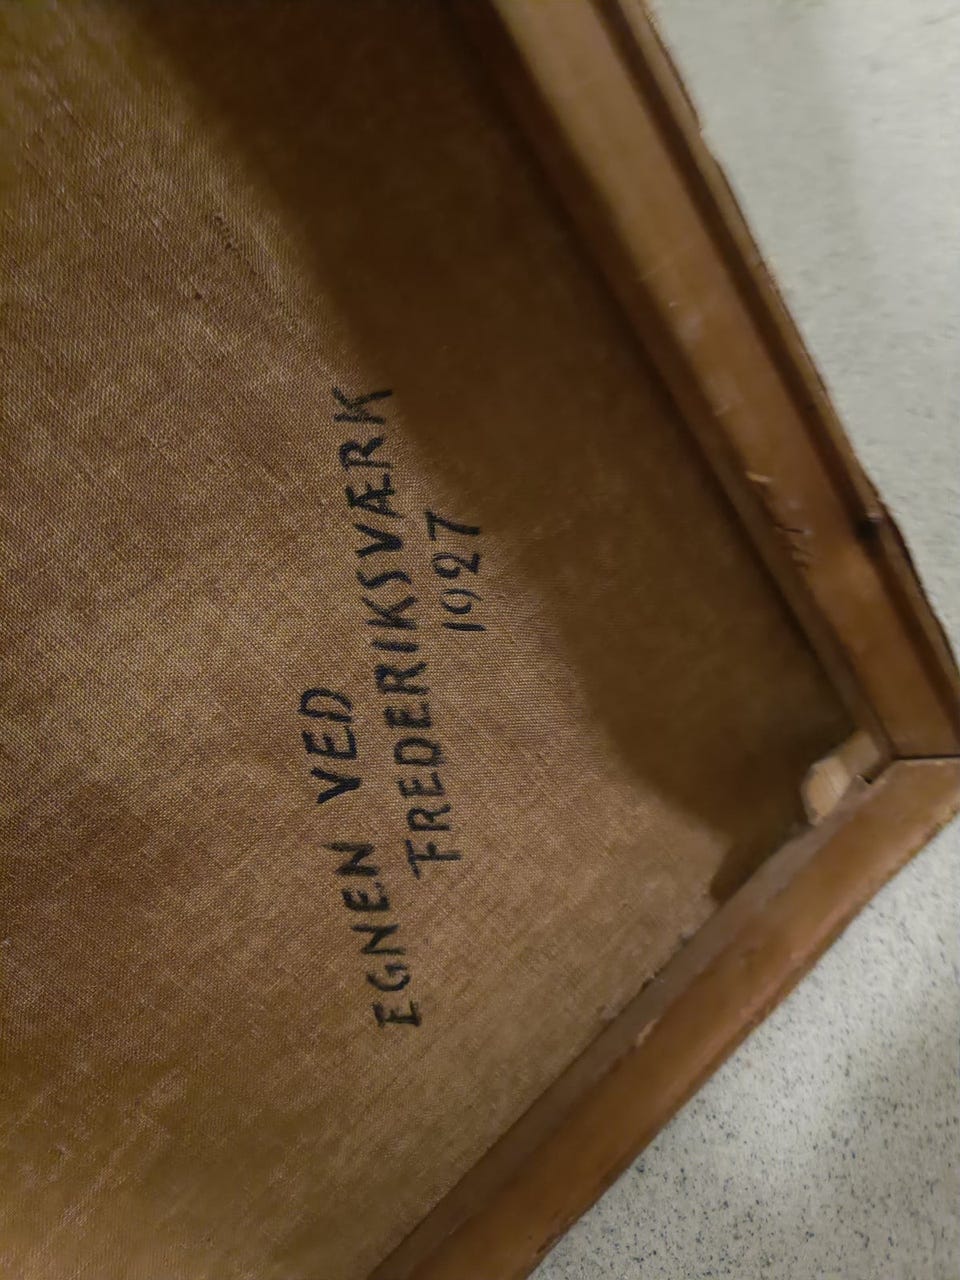 EGNEN VED
FREDERIKSVÆRK
1927